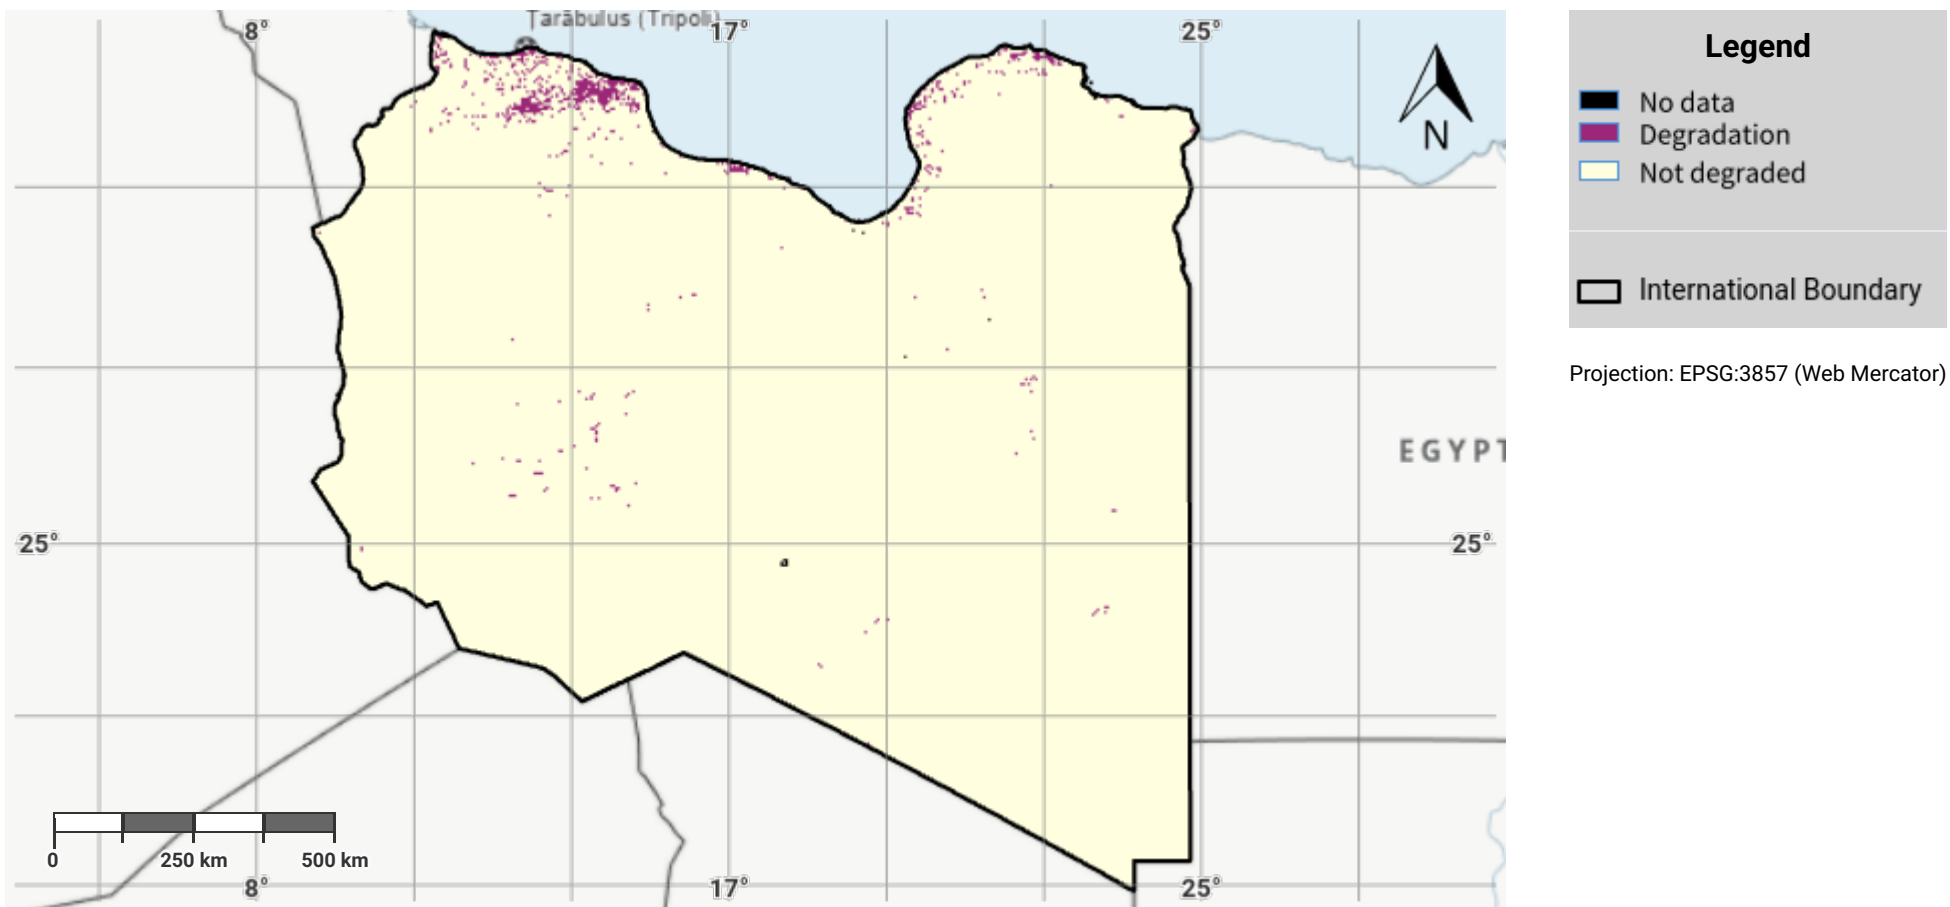 Ṭarābulus (Tripoli)
8°
17°
25°
N
Legend
No data
Degradation
Not degraded
International Boundary
Projection: EPSG:3857 (Web Mercator)
EGYPT
25°
25°
0
250 km
500 km
8°
17°
25°